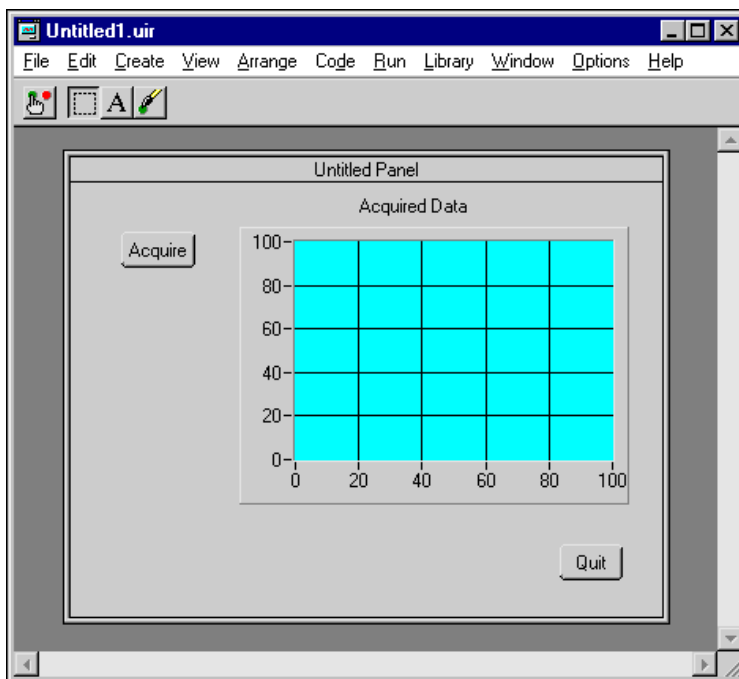 Untitled1.uir
File Edit Create View Arrange Code Run Library Window Options Help
A
Untitled Panel
Acquired Data
Acquire
100
80
60
40
20
0
0 20 40 60 80 100
Quit